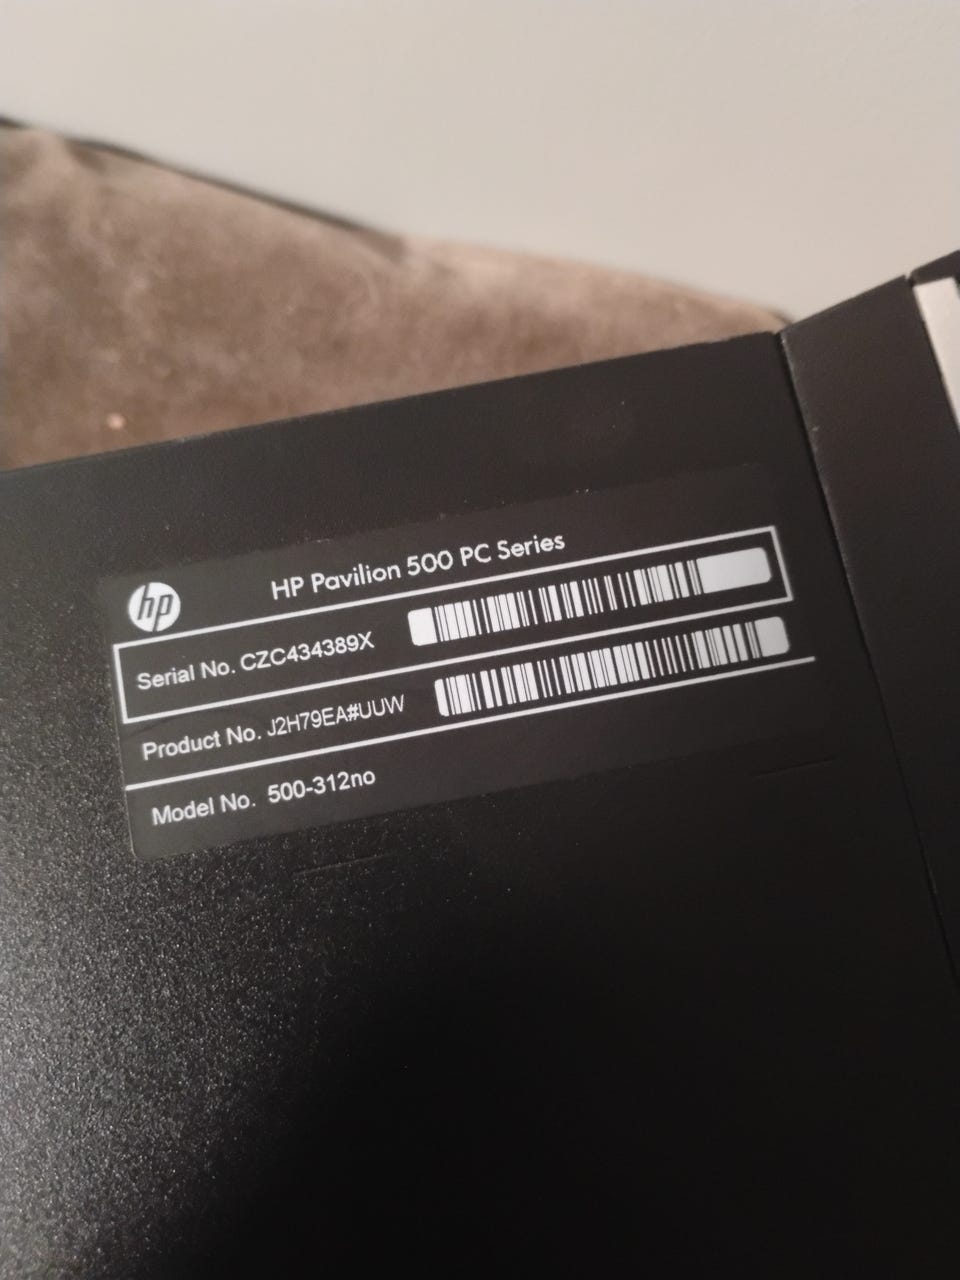 hp
HP Pavilion 500 PC Series
Serial No. CZC434389X
Product No. J2H79EA#UUW
Model No. 500-312no